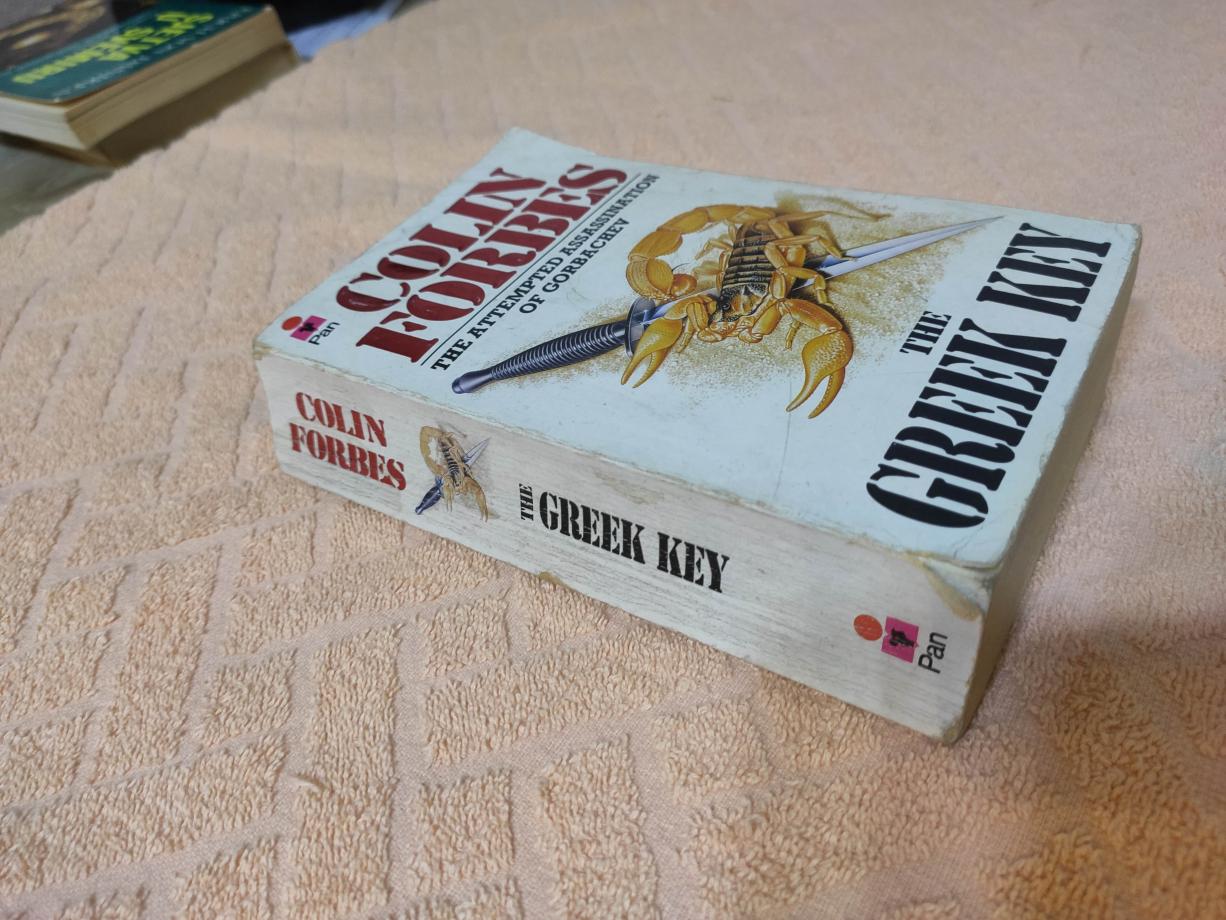 COLIN
FORBES
THE ATTEMPTED ASSASSINATION
OF GORBACHEV
THE
GREEK KEY
Pan
COLIN
FORBES
THE
GREEK KEY
Pan